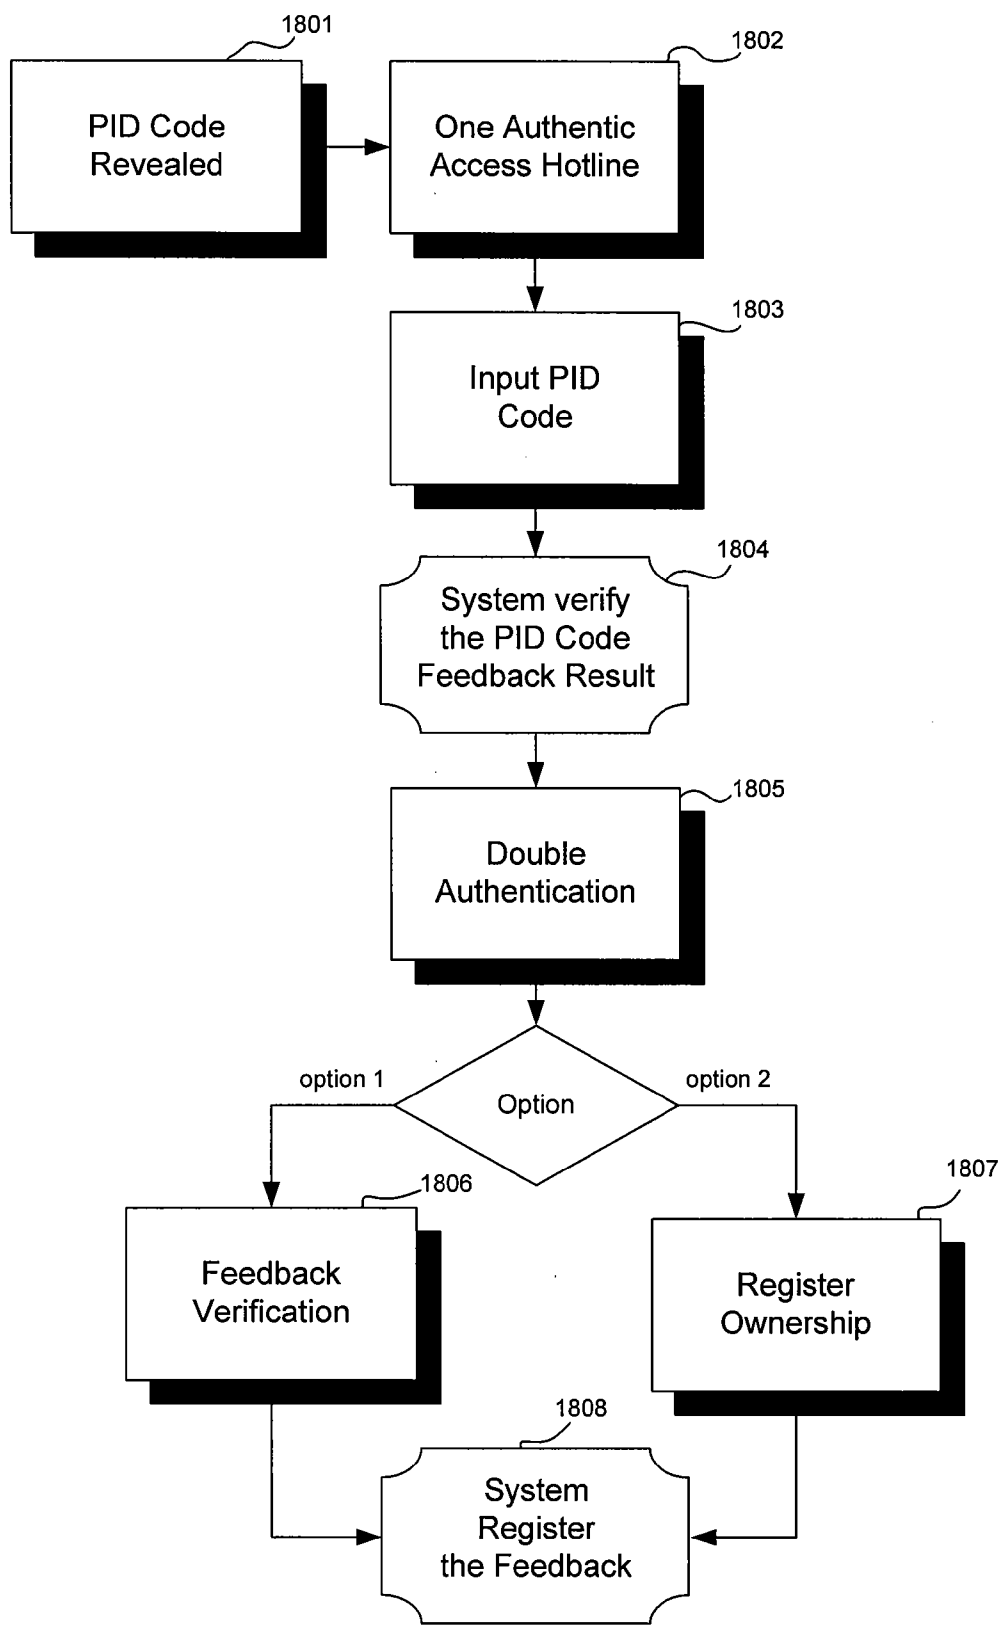 1801
PID Code
Revealed
1802
One Authentic
Access Hotline
1803
Input PID
Code
1804
System verify
the PID Code
Feedback Result
1805
Double
Authentication
option 1
Option
option 2
1806
Feedback
Verification
1807
Register
Ownership
1808
System
Register
the Feedback